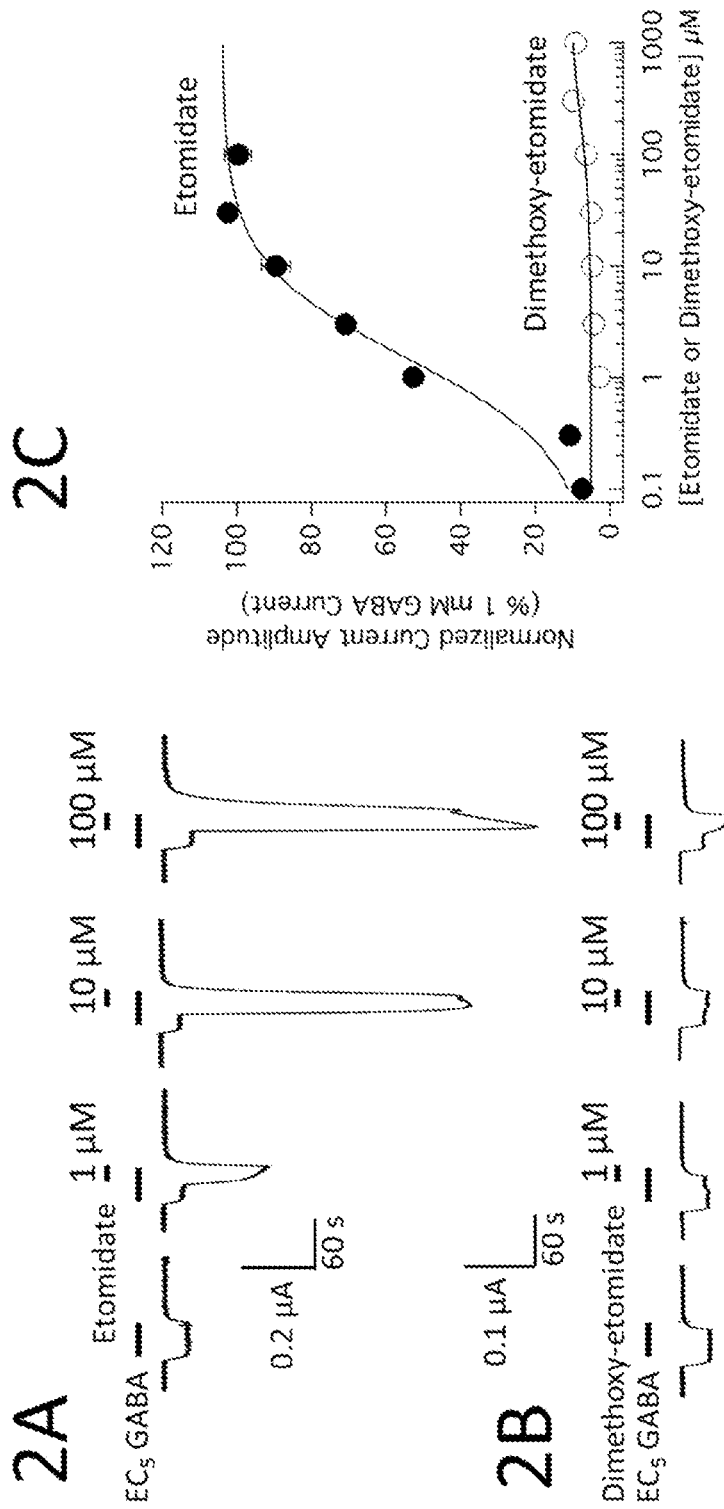 2A
Etomidate
1 µM
10 µM
100 µM
EC5 GABA
0.2 µA
60 s
2B
Dimethoxy-etomidate
1 µM
10 µM
100 µM
EC5 GABA
0.1 µA
60 s
2C
Normalized Current Amplitude
(% 1 mM GABA Current)
120
100
80
60
40
20
0
Etomidate
Dimethoxy-etomidate
0.1
1
10
100
1000
[Etomidate or Dimethoxy-etomidate] µM